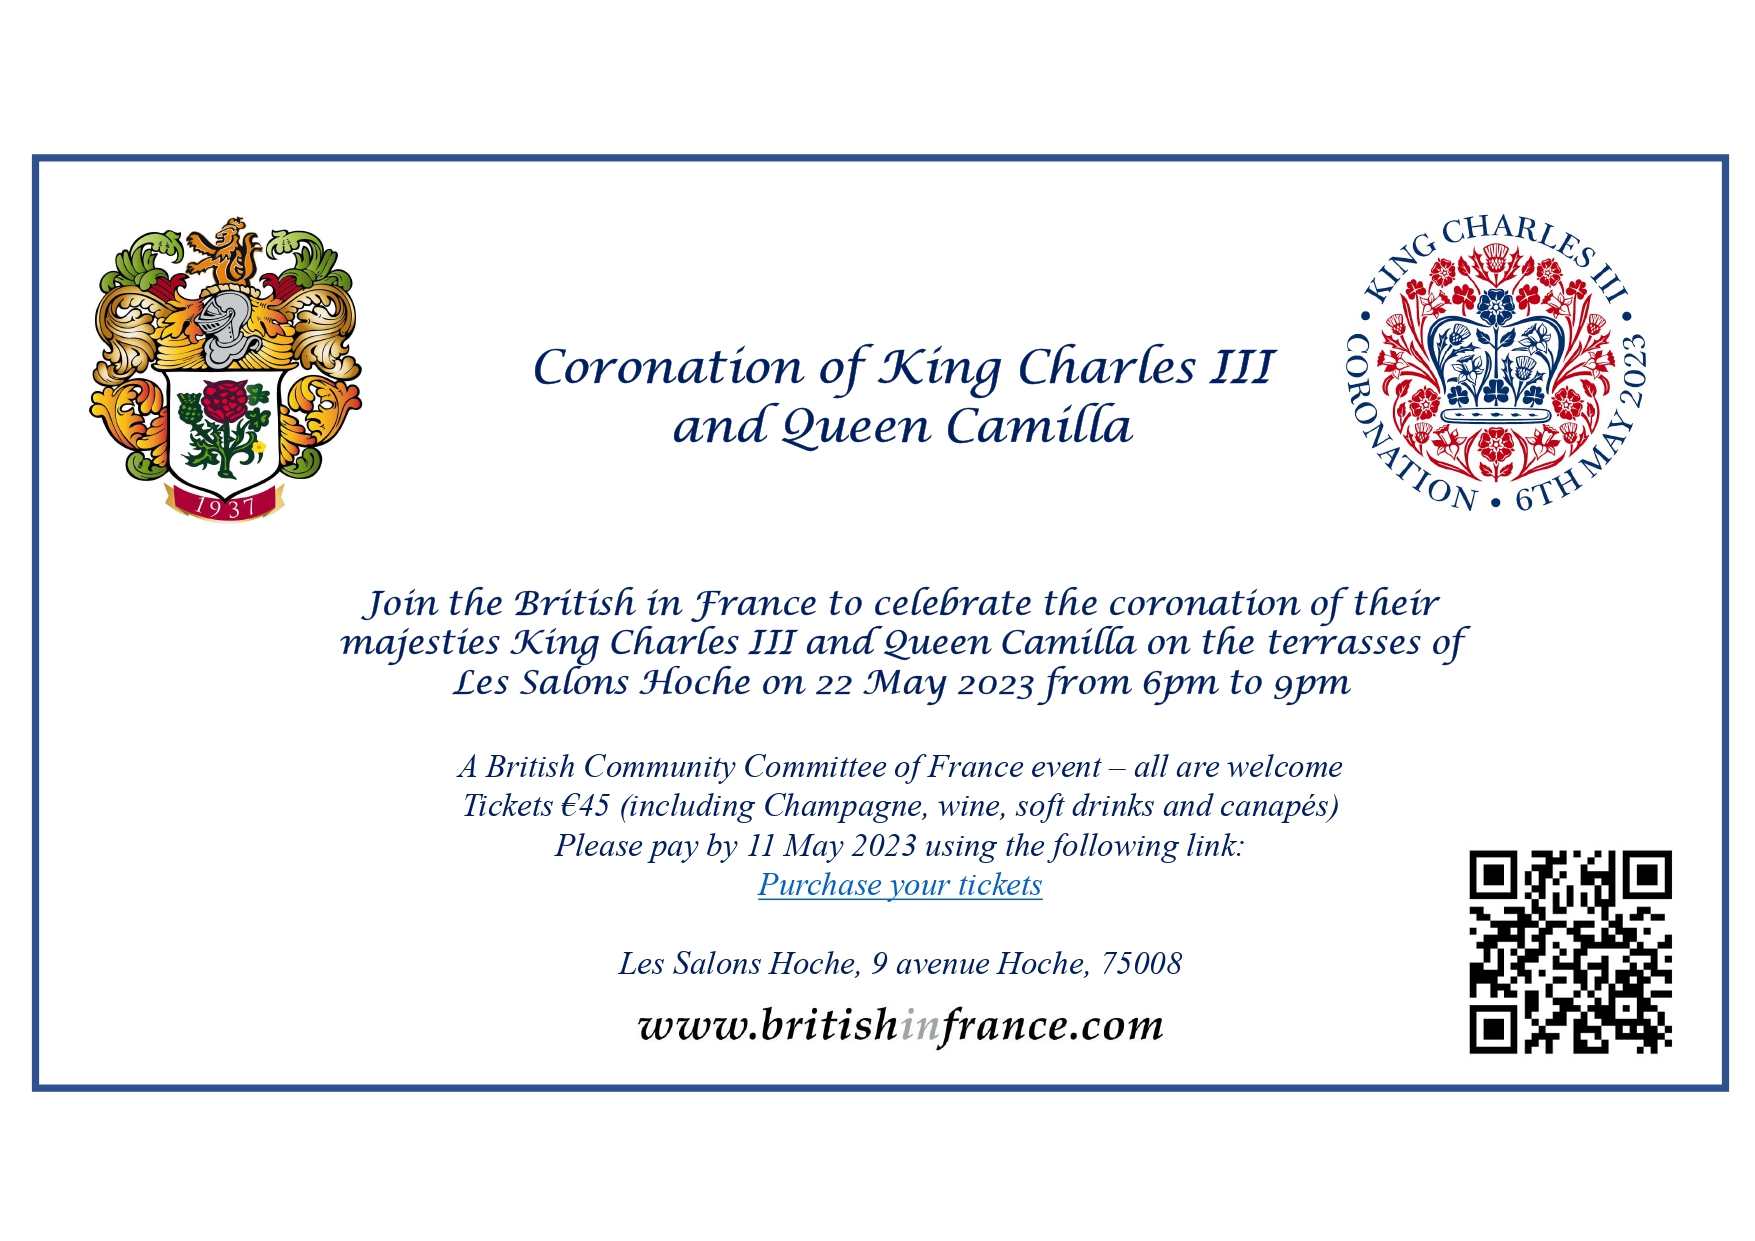 Coronation of King Charles III
and Queen Camilla
1937
• KING CHARLES III •
CORONATION • 6TH MAY 2023
Join the British in France to celebrate the coronation of their
majesties King Charles III and Queen Camilla on the terrasses of
Les Salons Hoche on 22 May 2023 from 6pm to 9pm
A British Community Committee of France event – all are welcome
Tickets €45 (including Champagne, wine, soft drinks and canapés)
Please pay by 11 May 2023 using the following link:
Purchase your tickets
Les Salons Hoche, 9 avenue Hoche, 75008
www.britishinfrance.com